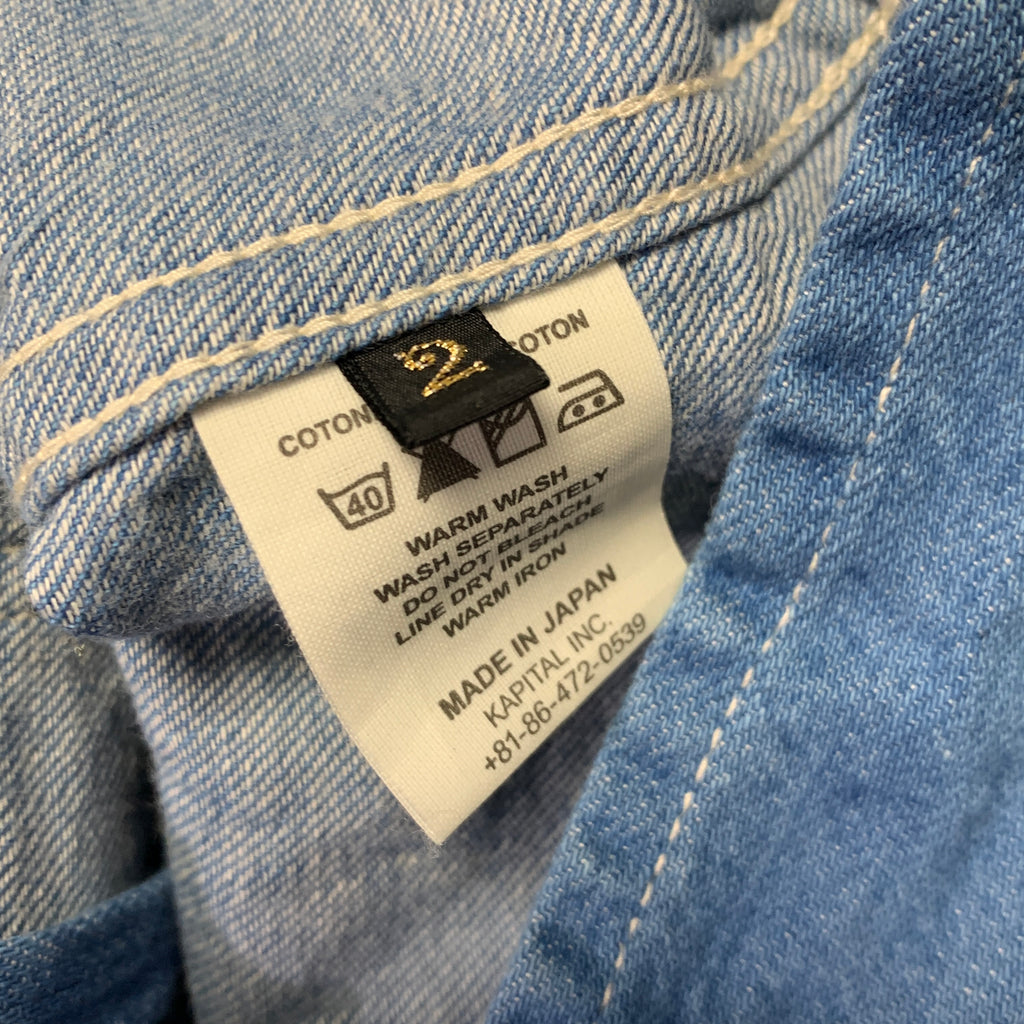 2
COTON COTON
40
WARM WASH
WASH SEPARATELY
DO NOT BLEACH
LINE DRY IN SHADE
WARM IRON
MADE IN JAPAN
KAPITAL INC.
+81-86-472-0539